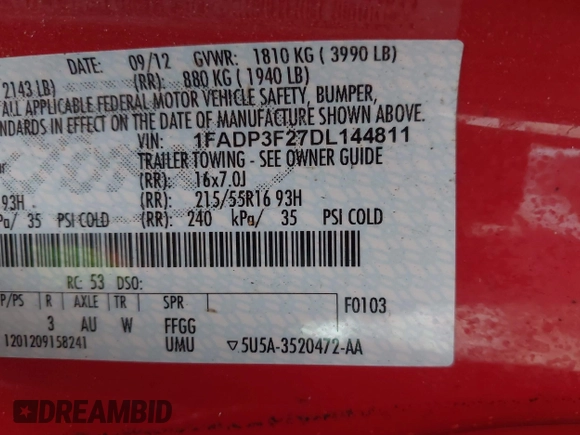 DATE: 09/12 GVWR: 1810 KG ( 3990 LB)
2143 LB) (RR): 880 KG ( 1940 LB)
ALL APPLICABLE FEDERAL MOTOR VEHICLE SAFETY, BUMPER,
STANDARDS IN EFFECT ON THE DATE OF MANUFACTURE SHOWN ABOVE.
VIN: 1FADP3F27DL144811
TRAILER TOWING - SEE OWNER GUIDE
(RR): 16x7.0J
93H (RR): 215/55R16 93H
/ 35 PSI COLD (RR): 240 kPa/ 35 PSI COLD
RC: 53 DSO:
P/PS R AXLE TR SPR F0103
3 AU W FFGG
1201209158241 UMU ▽5U5A-3520472-AA
DREAMBID